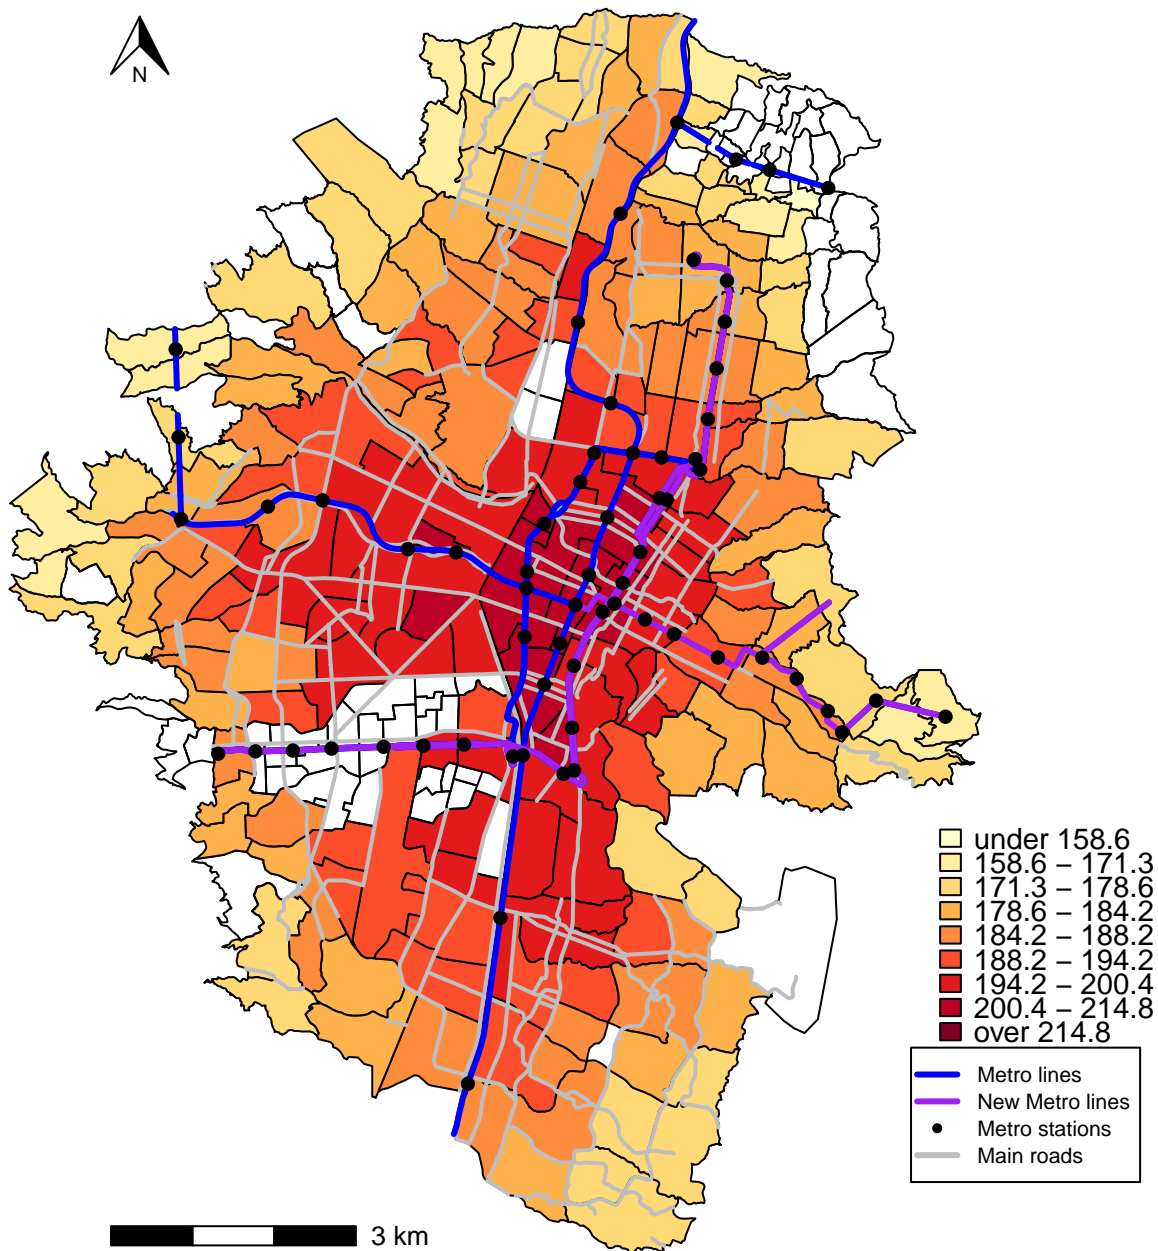 N
under 158.6
158.6 – 171.3
171.3 – 178.6
178.6 – 184.2
184.2 – 188.2
188.2 – 194.2
194.2 – 200.4
200.4 – 214.8
over 214.8
Metro lines
New Metro lines
Metro stations
Main roads
3 km